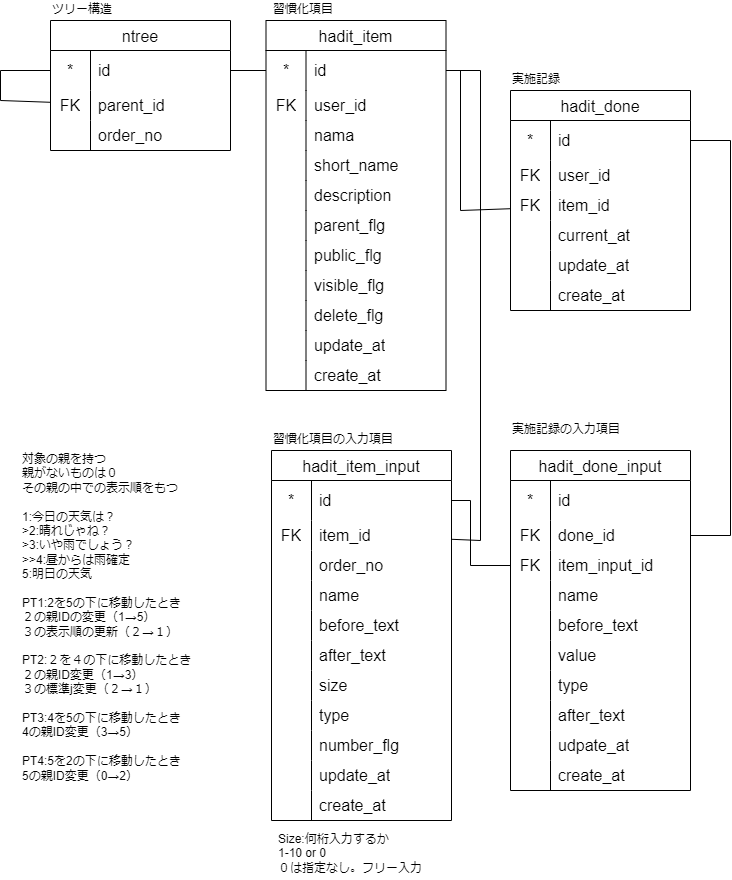 ツリー構造
ntree
* id
FK parent_id
order_no
習慣化項目
hadit_item
* id
FK user_id
nama
short_name
description
parent_flg
public_flg
visible_flg
delete_flg
update_at
create_at
実施記録
hadit_done
* id
FK user_id
FK item_id
current_at
update_at
create_at
対象の親を持つ
親がないものは０
その親の中での表示順をもつ
1:今日の天気は？
>2:晴れじゃね？
>3:いや雨でしょう？
>>4:昼からは雨確定
5:明日の天気
PT1:2を5の下に移動したとき
２の親IDの変更（1→5）
３の表示順の更新（２→１）
PT2:２を４の下に移動したとき
２の親ID変更（1→3）
３の標準j変更（２→１）
PT3:4を5の下に移動したとき
4の親ID変更（3→5）
PT4:5を2の下に移動したとき
5の親ID変更（0→2）
習慣化項目の入力項目
hadit_item_input
* id
FK item_id
order_no
name
before_text
after_text
size
type
number_flg
update_at
create_at
Size:何桁入力するか
1-10 or 0
０は指定なし。フリー入力
実施記録の入力項目
hadit_done_input
* id
FK done_id
FK item_input_id
name
before_text
value
type
after_text
udpate_at
create_at